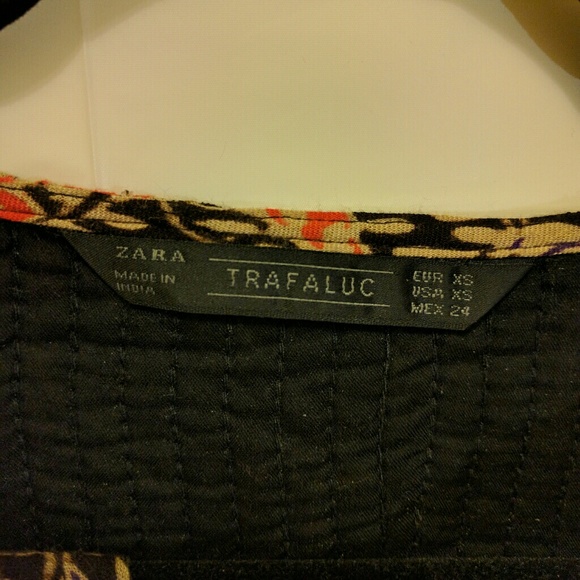 ZARA
MADE IN
INDIA
TRAFALUC
EUR XS
USA XS
MEX 24